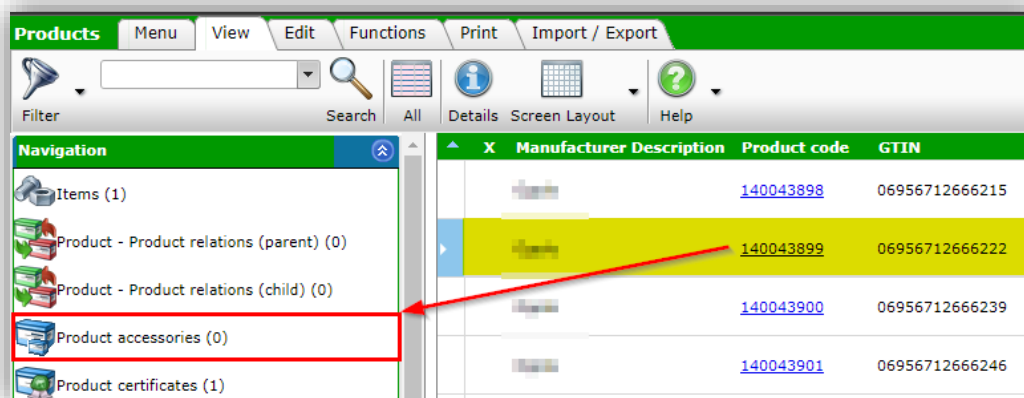 Products Menu View Edit Functions Print Import / Export
Filter Search All Details Screen Layout Help
Navigation
Items (1)
Product - Product relations (parent) (0)
Product - Product relations (child) (0)
Product accessories (0)
Product certificates (1)
X Manufacturer Description Product code GTIN
140043898 06956712666215
140043899 06956712666222
140043900 06956712666239
140043901 06956712666246